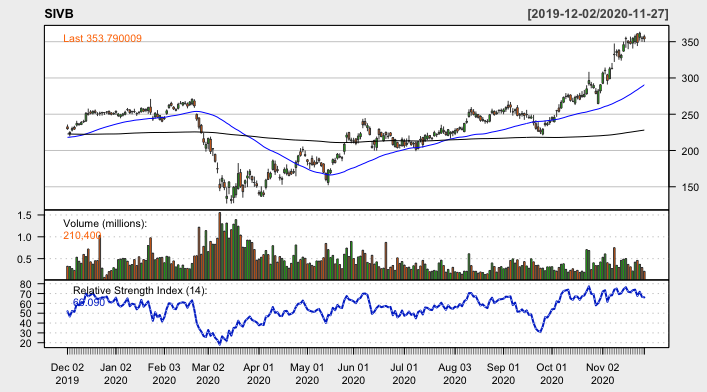 SIVB
[2019-12-02/2020-11-27]
Last 353.790009
350
300
250
200
150
Volume (millions):
210,400
1.5
1.0
0.5
Relative Strength Index (14):
66.090
80
70
60
50
40
30
20
Dec 02 2019
Jan 02 2020
Feb 03 2020
Mar 02 2020
Apr 01 2020
May 01 2020
Jun 01 2020
Jul 01 2020
Aug 03 2020
Sep 01 2020
Oct 01 2020
Nov 02 2020